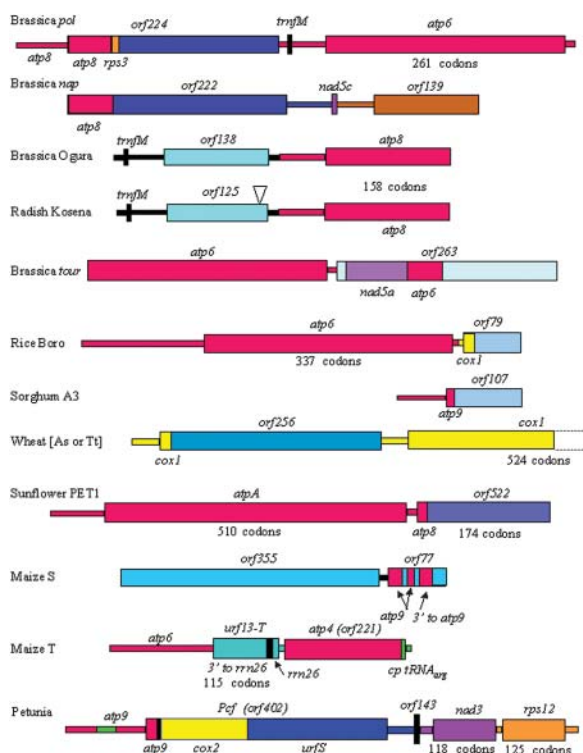 Brassica pol orf224 trnfM atp6
atp8 atp8 rps3 261 codons
Brassica nap orf222 nad5c orf139
atp8
Brassica Ogura trnfM orf138 atp8
158 codons
Radish Kosena trnfM orf125
atp8
Brassica tour atp6 orf263
nad5a atp6
Rice Boro atp6 orf79
337 codons cox1
Sorghum A3 orf107
atp9
Wheat [As or Tt] orf256 cox1
cox1 524 codons
Sunflower PET1 atpA orf522
510 codons atp8 174 codons
Maize S orf355 orf77
atp9 3' to atp9
Maize T atp6 urf13-T atp4 (orf221)
3' to rrn26 rrn26 cp tRNAarg
115 codons
Petunia atp9 Pcf (orf402) orf143 nad3 rps12
atp9 cox2 urfS 118 codons 125 codons